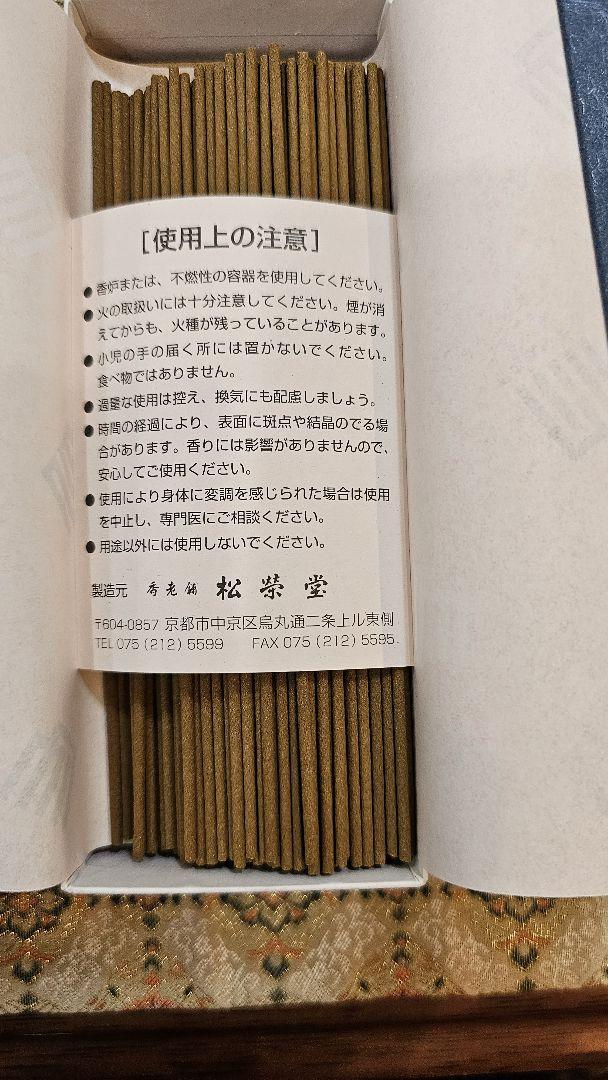 [使用上の注意]
●香炉または、不燃性の容器を使用してください。
●火の取扱いには十分注意してください。煙が消
えてからも、火種が残っていることがあります。
●小児の手の届く所には置かないでください。
食べ物ではありません。
●過量な使用は控え、換気にも配慮しましょう。
●時間の経過により、表面に斑点や結晶のでる場
合があります。香りには影響がありませんので、
安心してご使用ください。
●使用により身体に変調を感じられた場合は使用
を中止し、専門医にご相談ください。
●用途以外には使用しないでください。
製造元 香老舗 松榮堂
〒604-0857 京都市中京区烏丸通二条上ル東側
TEL 075 (212) 5599 FAX 075 (212) 5595